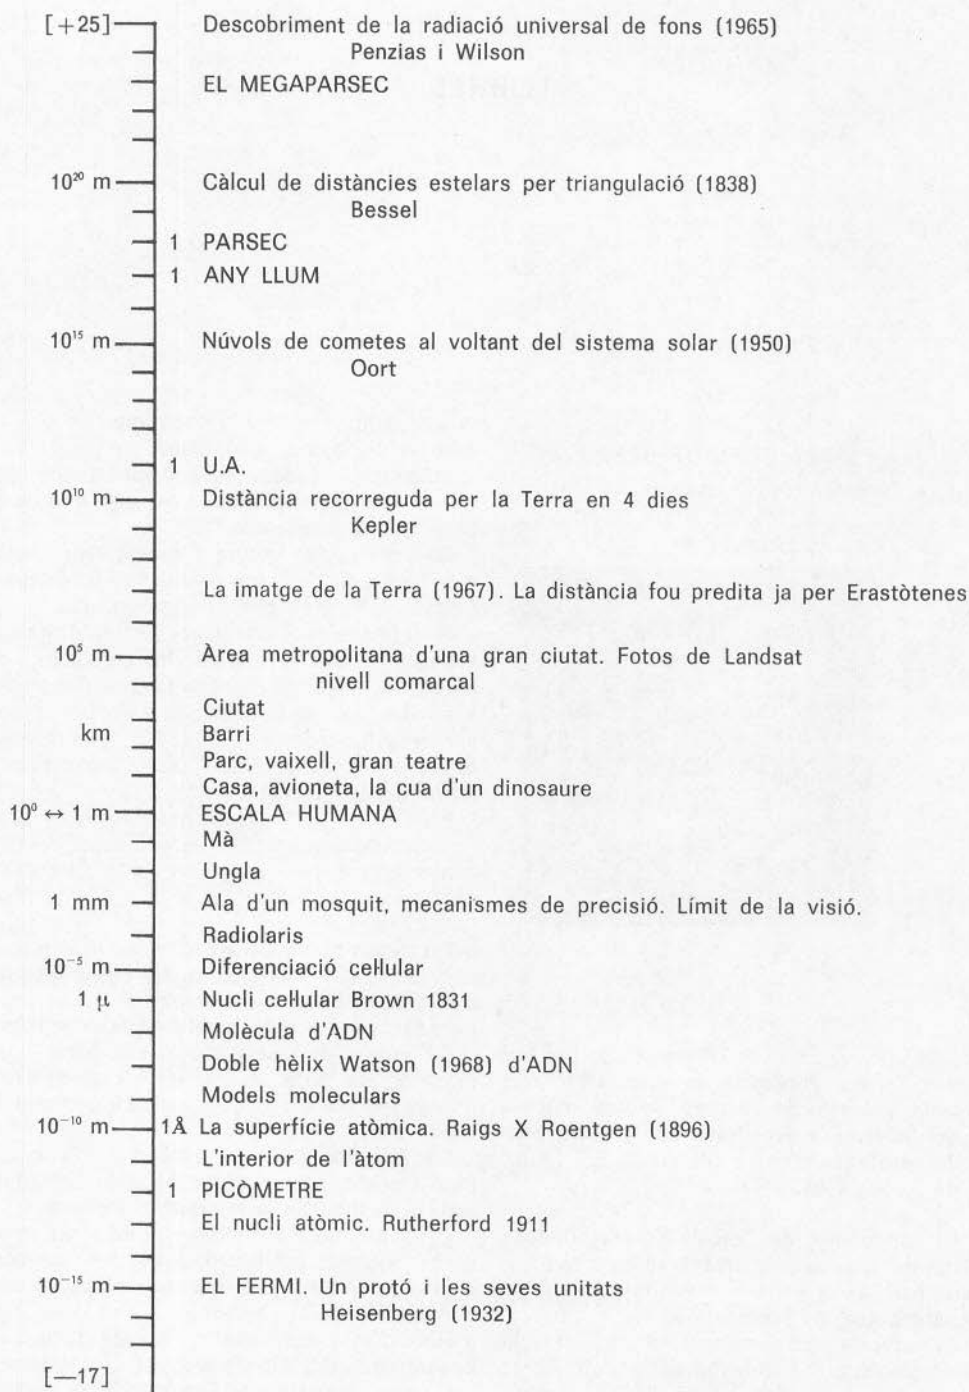 [+25] Descobriment de la radiació universal de fons (1965)
Penzias i Wilson
EL MEGAPARSEC
10²⁰ m Càlcul de distàncies estelars per triangulació (1838)
Bessel
1 PARSEC
1 ANY LLUM
10¹⁵ m Núvols de cometes al voltant del sistema solar (1950)
Oort
1 U.A.
10¹⁰ m Distància recorreguda per la Terra en 4 dies
Kepler
La imatge de la Terra (1967). La distància fou predita ja per Erastòtenes
10⁵ m Àrea metropolitana d'una gran ciutat. Fotos de Landsat
nivell comarcal
Ciutat
km Barri
Parc, vaixell, gran teatre
Casa, avioneta, la cua d'un dinosaure
10⁰ ↔ 1 m ESCALA HUMANA
Mà
Ungla
1 mm Ala d'un mosquit, mecanismes de precisió. Límit de la visió.
Radiolaris
10⁻⁵ m Diferenciació cel·lular
1 μ Nucli cel·lular Brown 1831
Molècula d'ADN
Doble hèlix Watson (1968) d'ADN
Models moleculars
10⁻¹⁰ m 1Å La superfície atòmica. Raigs X Roentgen (1896)
L'interior de l'àtom
1 PICÒMETRE
El nucli atòmic. Rutherford 1911
10⁻¹⁵ m EL FERMI. Un protó i les seves unitats
Heisenberg (1932)
[—17]